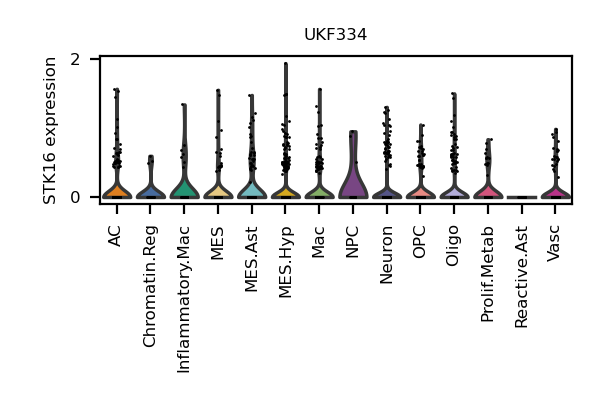 UKF334
STK16 expression
2
0
AC
Chromatin.Reg
Inflammatory.Mac
MES
MES.Ast
MES.Hyp
Mac
NPC
Neuron
OPC
Oligo
Prolif.Metab
Reactive.Ast
Vasc